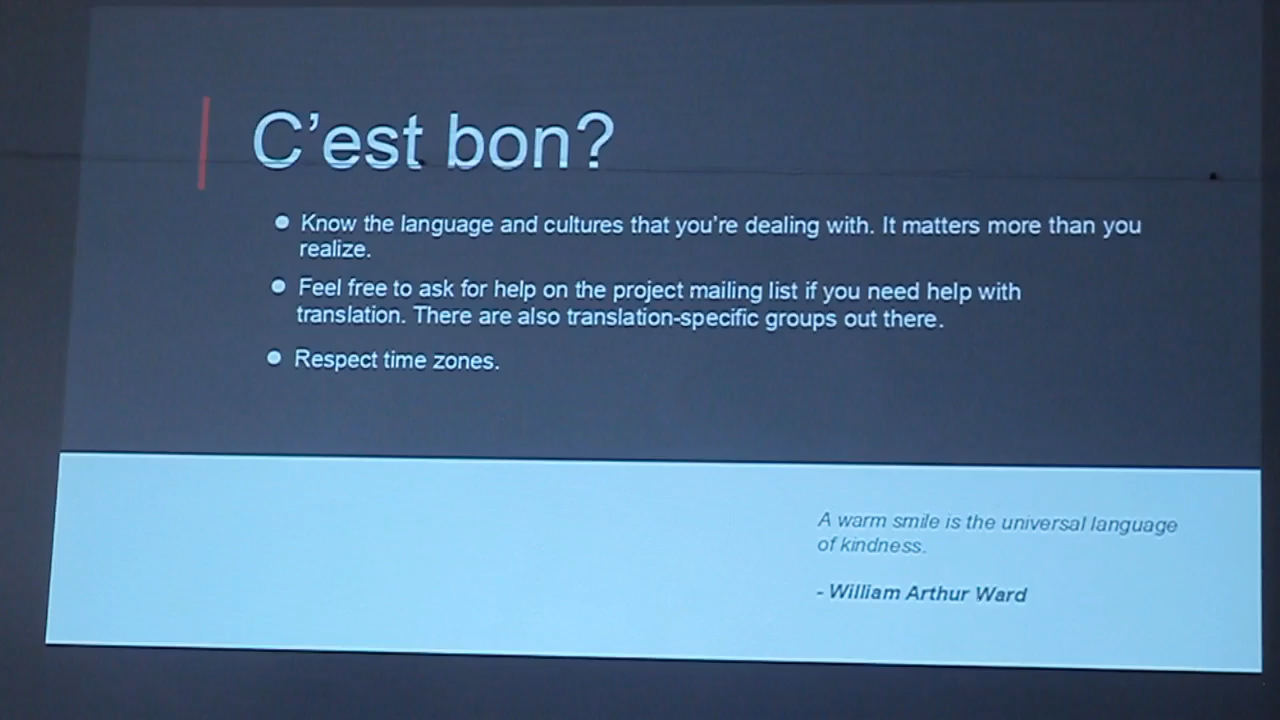 C’est bon?
● Know the language and cultures that you’re dealing with. It matters more than you
realize.
● Feel free to ask for help on the project mailing list if you need help with
translation. There are also translation-specific groups out there.
● Respect time zones.
A warm smile is the universal language
of kindness.
- William Arthur Ward